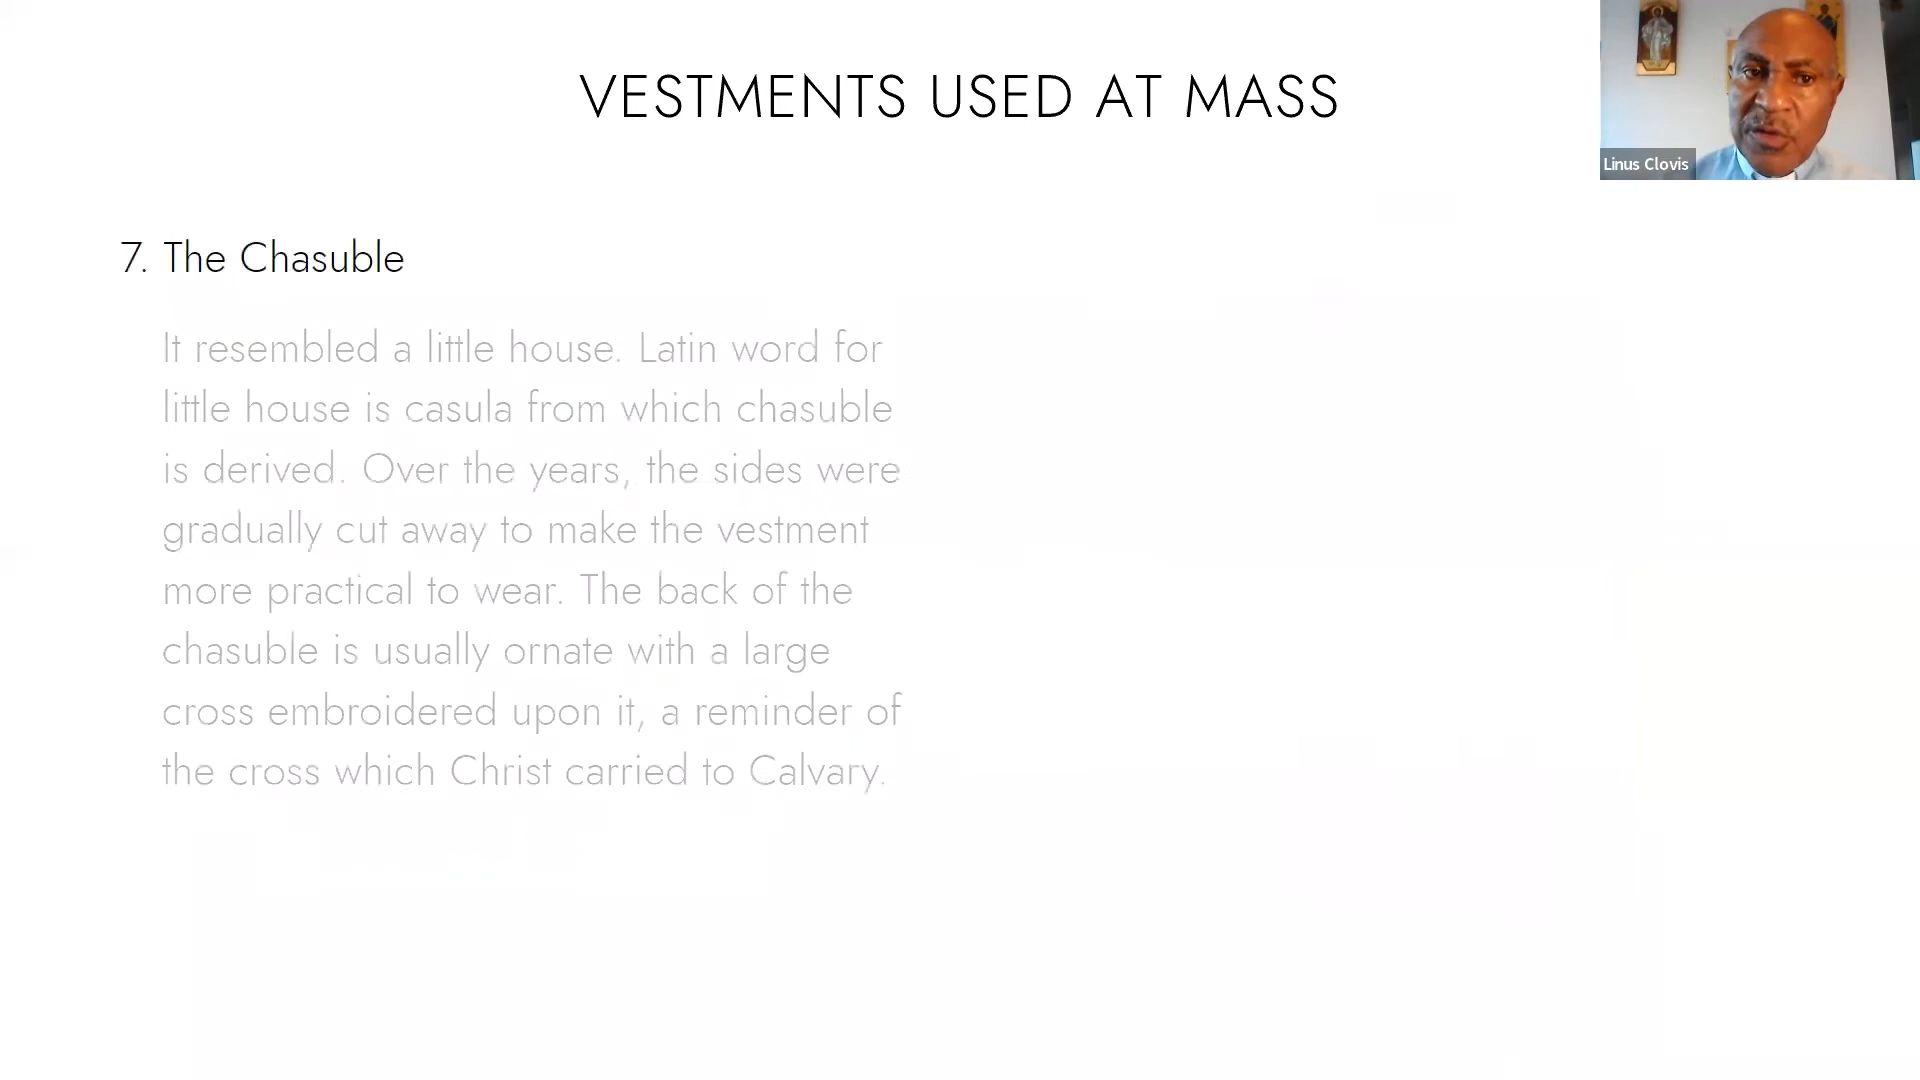 VESTMENTS USED AT MASS
Linus Clovis
7. The Chasuble
It resembled a little house. Latin word for
little house is casula from which chasuble
is derived. Over the years, the sides were
gradually cut away to make the vestment
more practical to wear. The back of the
chasuble is usually ornate with a large
cross embroidered upon it, a reminder of
the cross which Christ carried to Calvary.